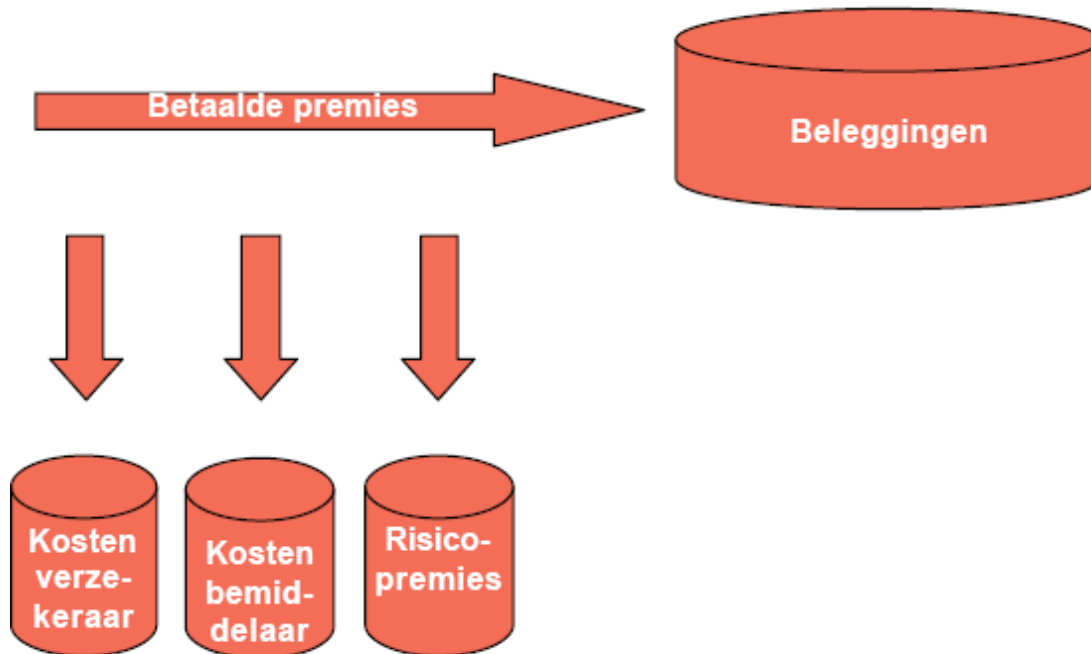 Betaalde premies
Beleggingen
Kosten
verze-
keraar
Kosten
bemid-
delaar
Risico-
premies